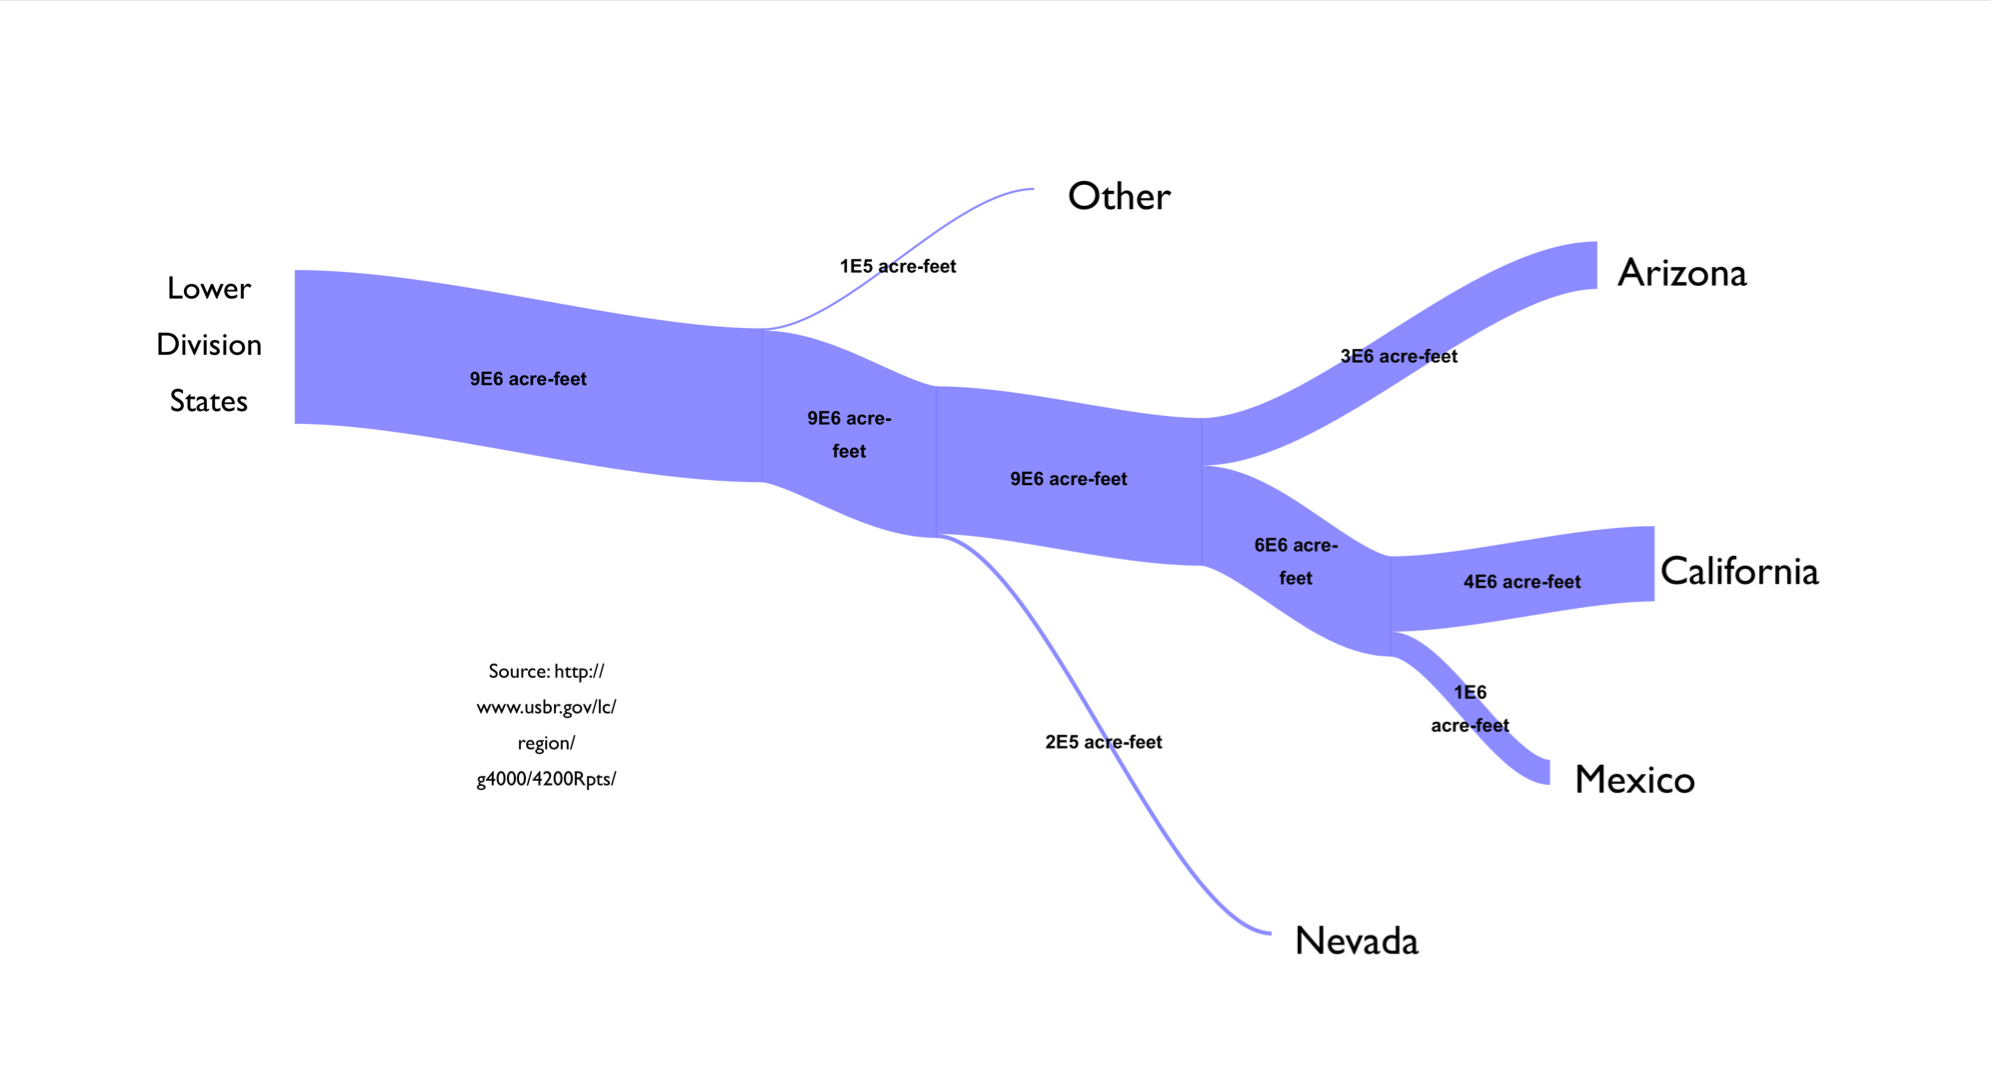 Other
1E5 acre-feet
Arizona
Lower
Division
States
3E6 acre-feet
9E6 acre-feet
9E6 acre-
feet
9E6 acre-feet
6E6 acre-
feet
4E6 acre-feet
California
Source: http://
www.usbr.gov/lc/
region/
g4000/4200Rpts/
1E6
acre-feet
2E5 acre-feet
Mexico
Nevada